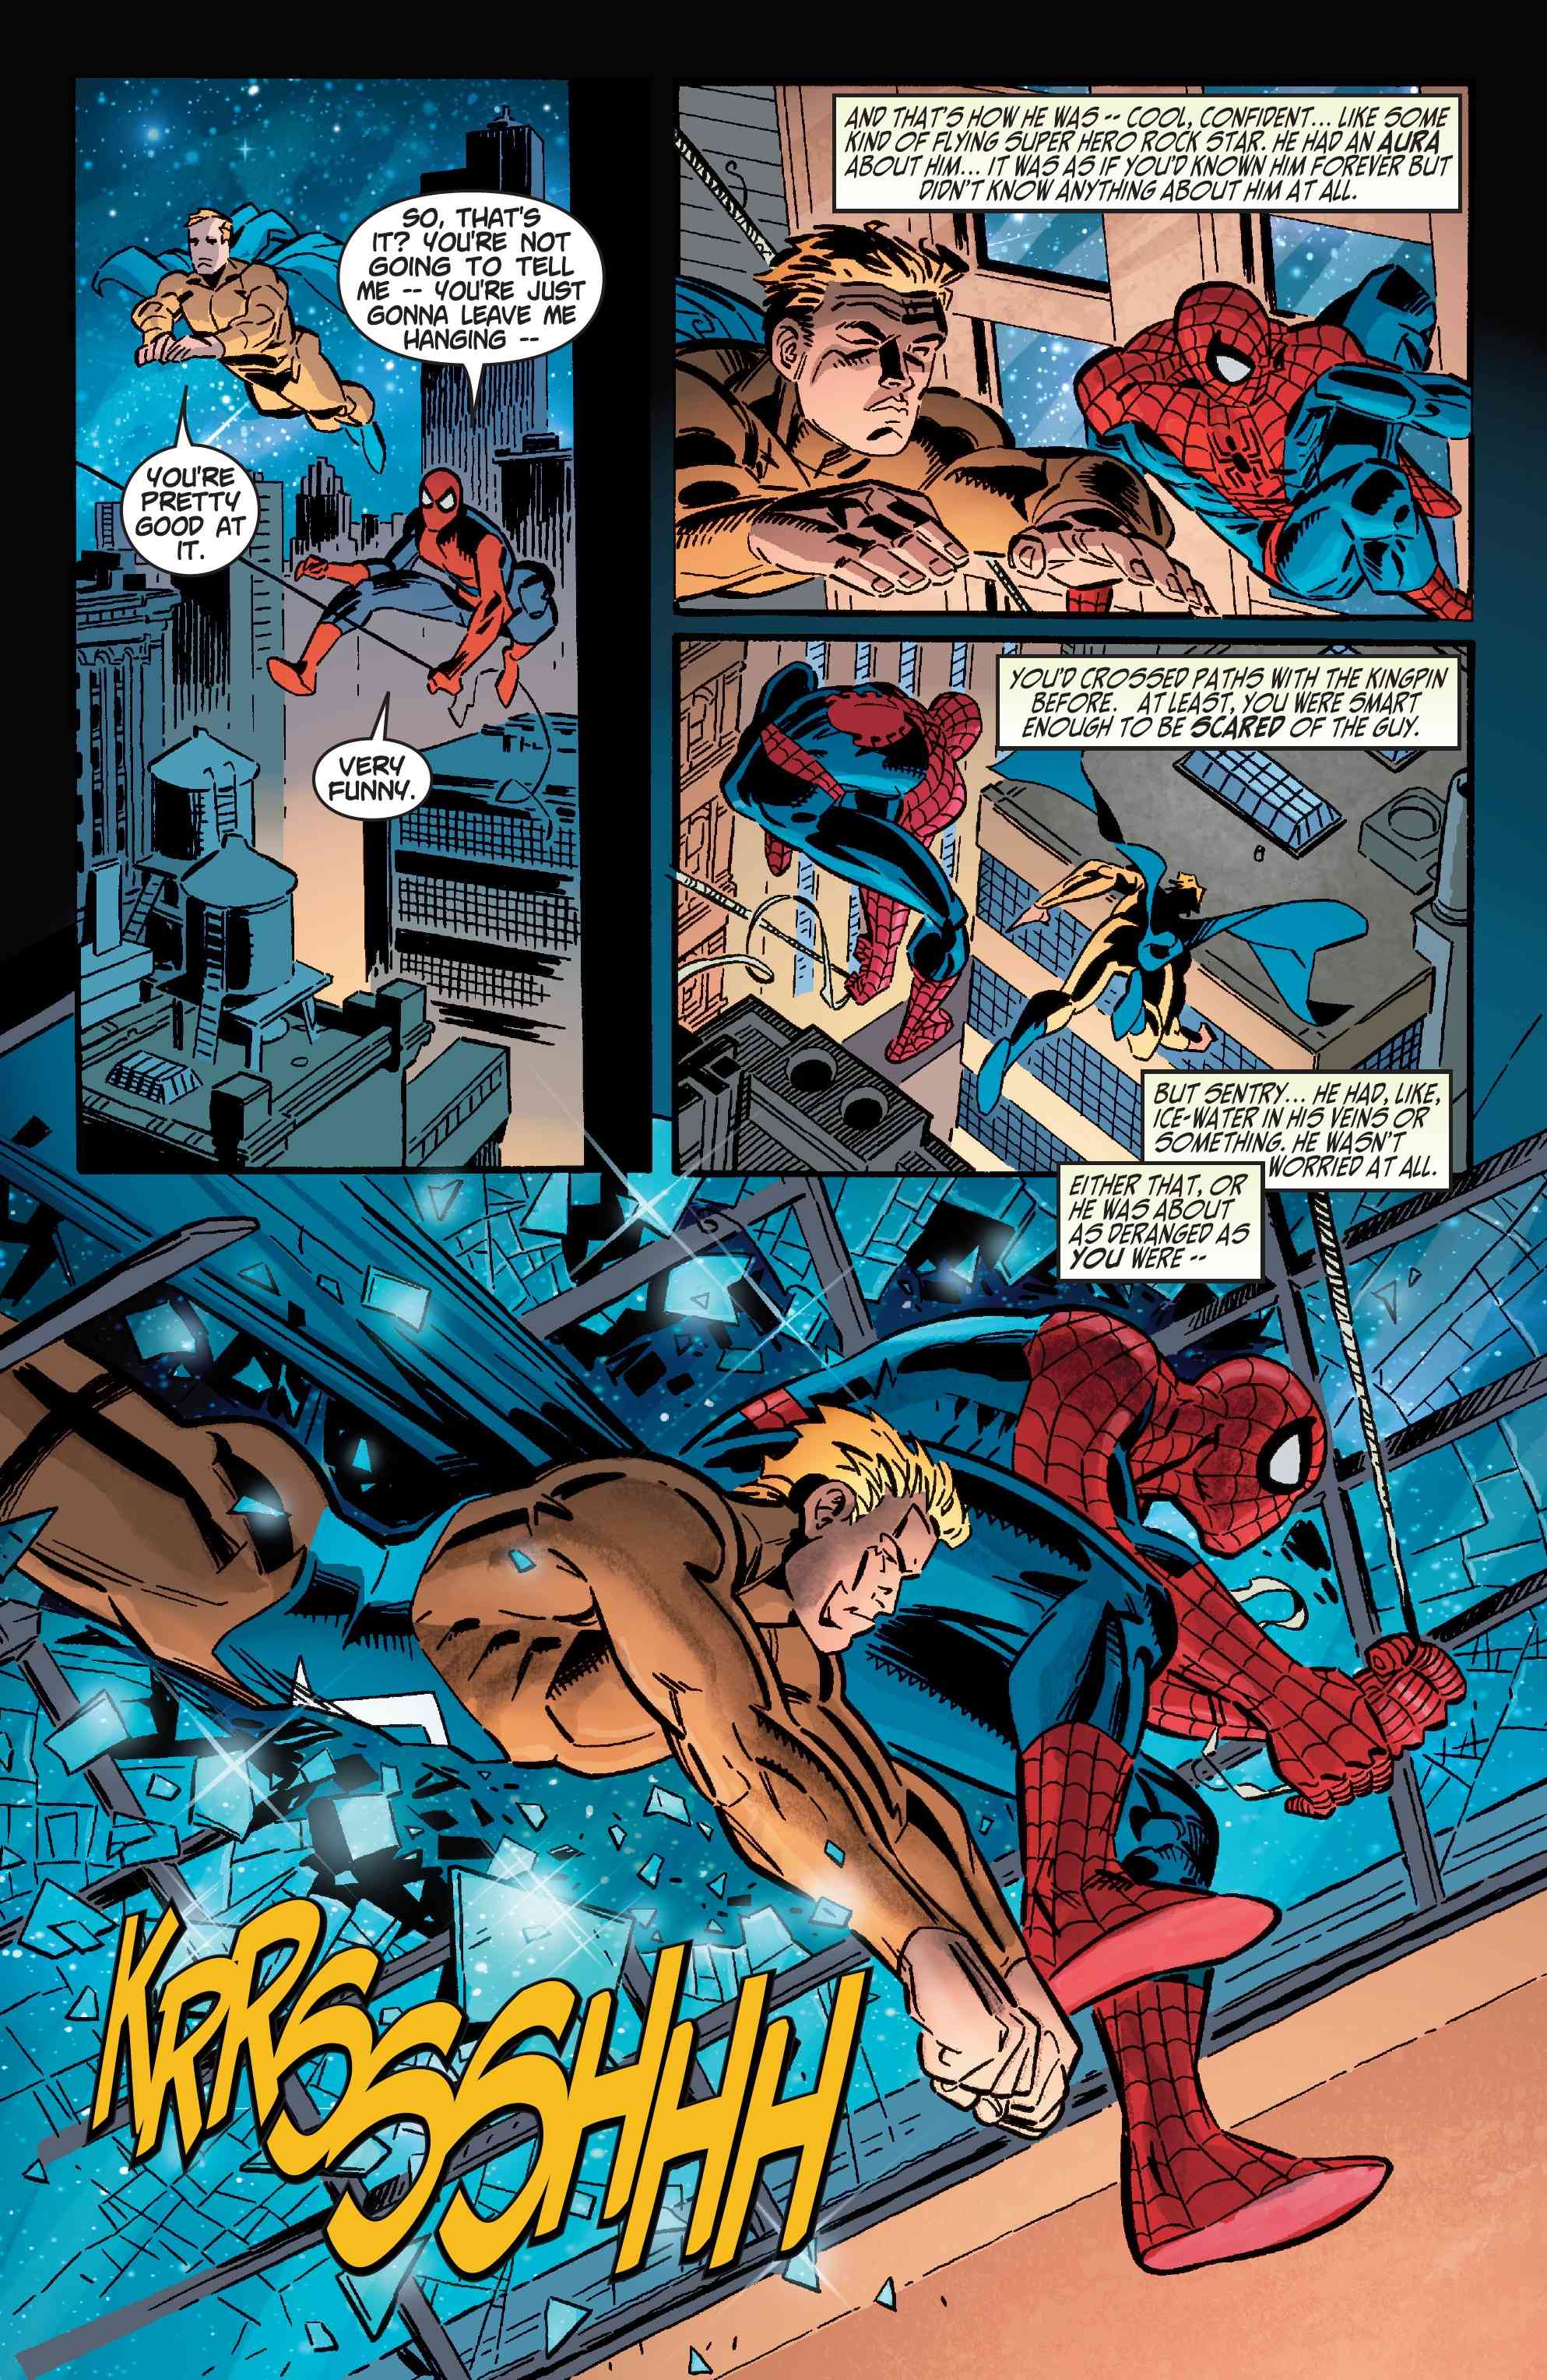 SO, THAT'S
IT? YOU'RE NOT
GOING TO TELL
ME -- YOU'RE JUST
GONNA LEAVE ME
HANGING --
YOU'RE
PRETTY
GOOD AT
IT.
VERY
FUNNY.
AND THAT'S HOW HE WAS -- COOL, CONFIDENT... LIKE SOME
KIND OF FLYING SUPER HERO ROCK STAR. HE HAD AN AURA
ABOUT HIM... IT WAS AS IF YOU'D KNOWN HIM FOREVER BUT
DIDN'T KNOW ANYTHING ABOUT HIM AT ALL.
YOU'D CROSSED PATHS WITH THE KINGPIN
BEFORE. AT LEAST, YOU WERE SMART
ENOUGH TO BE SCARED OF THE GUY.
BUT SENTRY... HE HAD, LIKE,
ICE-WATER IN HIS VEINS OR
SOMETHING. HE WASN'T
WORRIED AT ALL.
EITHER THAT, OR
HE WAS ABOUT
AS DERANGED AS
YOU WERE --
KRRSSSSHHH